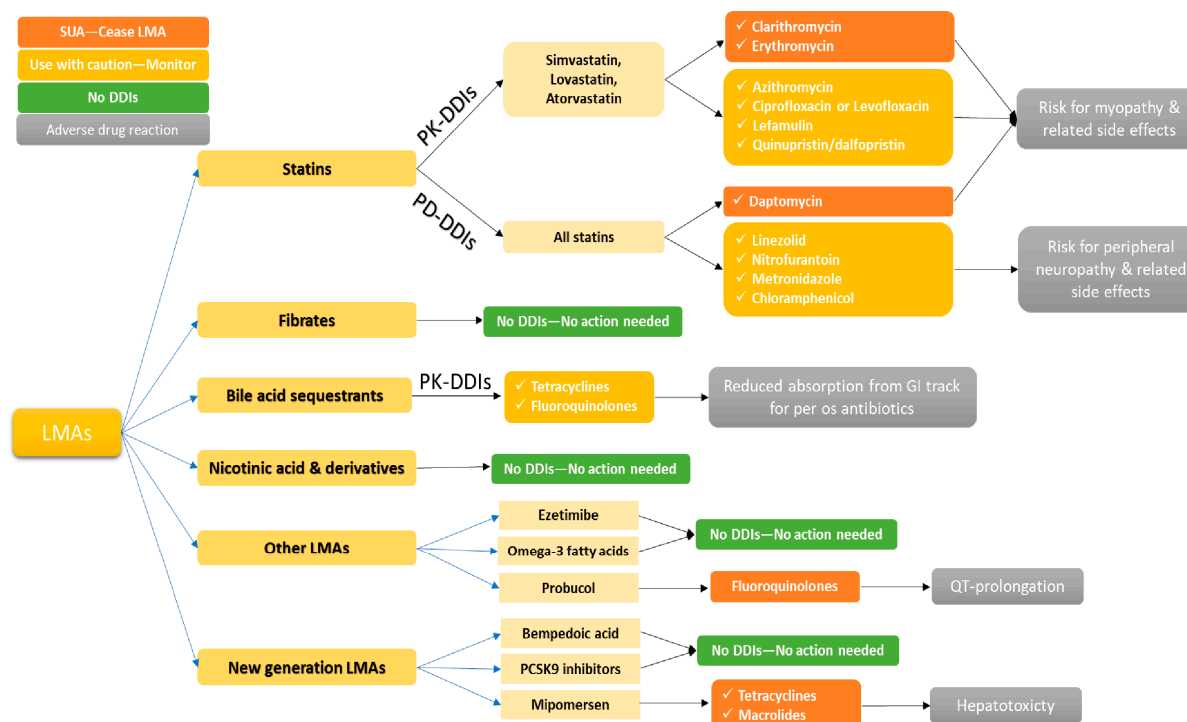 SUA—Cease LMA
Use with caution—Monitor
No DDIs
Adverse drug reaction
LMAs
Statins
PK-DDIs
Simvastatin,
Lovastatin,
Atorvastatin
✓ Clarithromycin
✓ Erythromycin
✓ Azithromycin
✓ Ciprofloxacin or Levofloxacin
✓ Lefamulin
✓ Quinupristin/dalfopristin
Risk for myopathy &
related side effects
PD-DDIs
All statins
✓ Daptomycin
✓ Linezolid
✓ Nitrofurantoin
✓ Metronidazole
✓ Chloramphenicol
Risk for peripheral
neuropathy & related
side effects
Fibrates
No DDIs—No action needed
Bile acid sequestrants
PK-DDIs
✓ Tetracyclines
✓ Fluoroquinolones
Reduced absorption from GI track
for per os antibiotics
Nicotinic acid & derivatives
No DDIs—No action needed
Other LMAs
Ezetimibe
Omega-3 fatty acids
No DDIs—No action needed
Probucol
Fluoroquinolones
QT-prolongation
New generation LMAs
Bempedoic acid
PCSK9 inhibitors
No DDIs—No action needed
Mipomersen
✓ Tetracyclines
✓ Macrolides
Hepatotoxicty